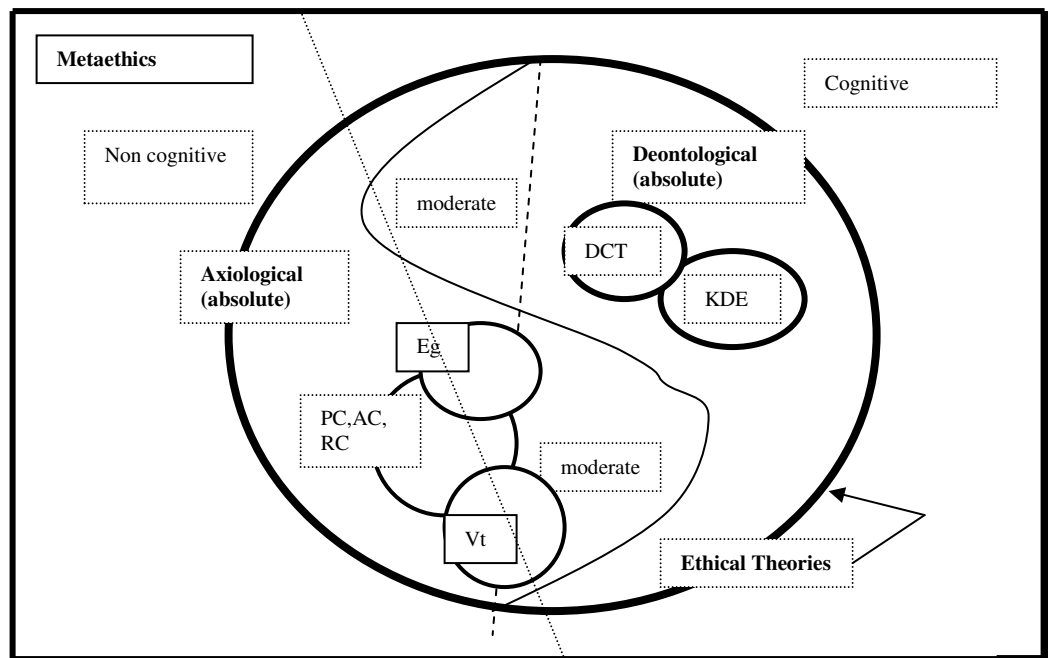 Metaethics
Cognitive
Non cognitive
Deontological
(absolute)
moderate
DCT
Axiological
(absolute)
KDE
Eg
PC,AC,
RC
moderate
Vt
Ethical Theories